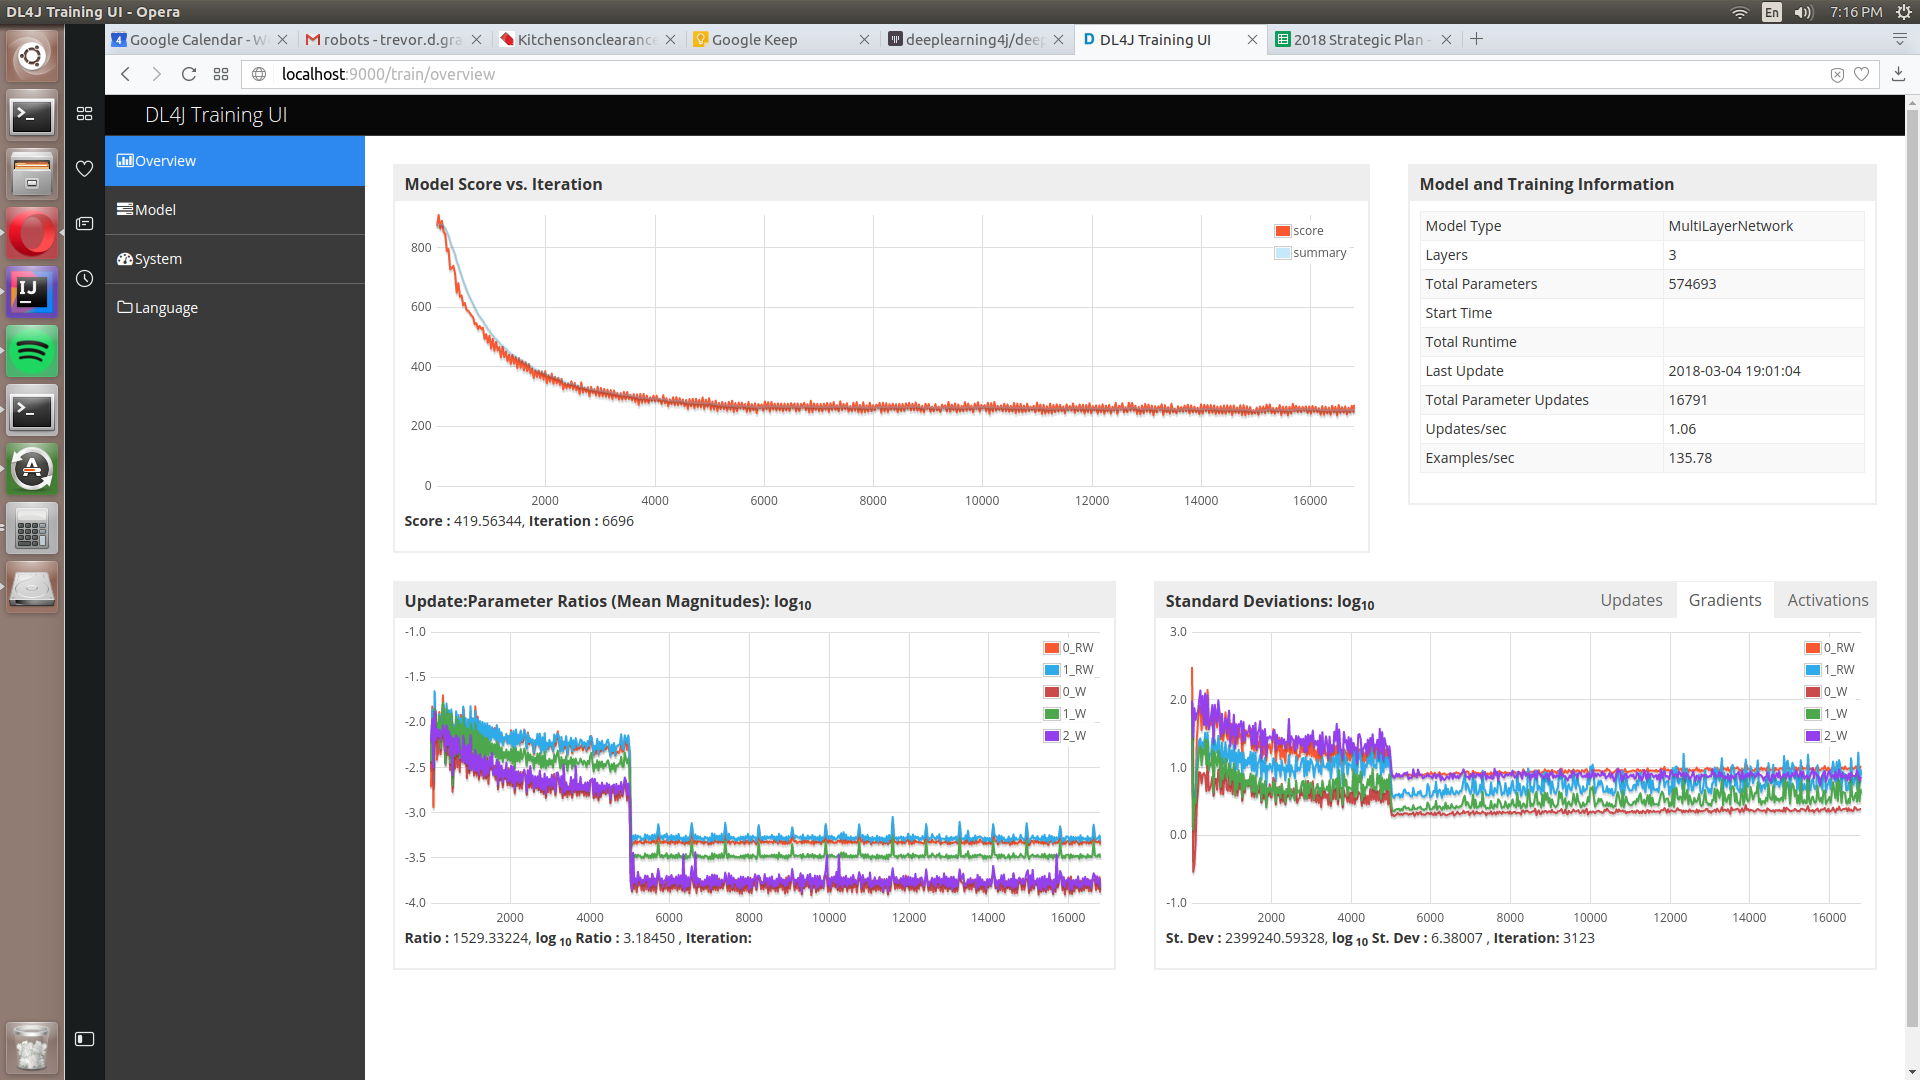 DL4J Training UI - Opera
En
7:16 PM
4 Google Calendar - W
robots - trevor.d.gra
Kitchensonclearance
Google Keep
deeplearning4j/deep
D DL4J Training UI
2018 Strategic Plan -
localhost:9000/train/overview
DL4J Training UI
Overview
Model
System
Language
IJ
A
Model Score vs. Iteration
score
summary
800
600
400
200
0
2000 4000 6000 8000 10000 12000 14000 16000
Score : 419.56344, Iteration : 6696
Model and Training Information
Model Type MultiLayerNetwork
Layers 3
Total Parameters 574693
Start Time
Total Runtime
Last Update 2018-03-04 19:01:04
Total Parameter Updates 16791
Updates/sec 1.06
Examples/sec 135.78
Update:Parameter Ratios (Mean Magnitudes): log10
-1.0
-1.5
-2.0
-2.5
-3.0
-3.5
-4.0
0_RW
1_RW
0_W
1_W
2_W
2000 4000 6000 8000 10000 12000 14000 16000
Ratio : 1529.33224, log 10 Ratio : 3.18450 , Iteration:
Standard Deviations: log10
Updates Gradients Activations
3.0
2.0
1.0
0.0
-1.0
0_RW
1_RW
0_W
1_W
2_W
2000 4000 6000 8000 10000 12000 14000 16000
St. Dev : 2399240.59328, log 10 St. Dev : 6.38007 , Iteration: 3123